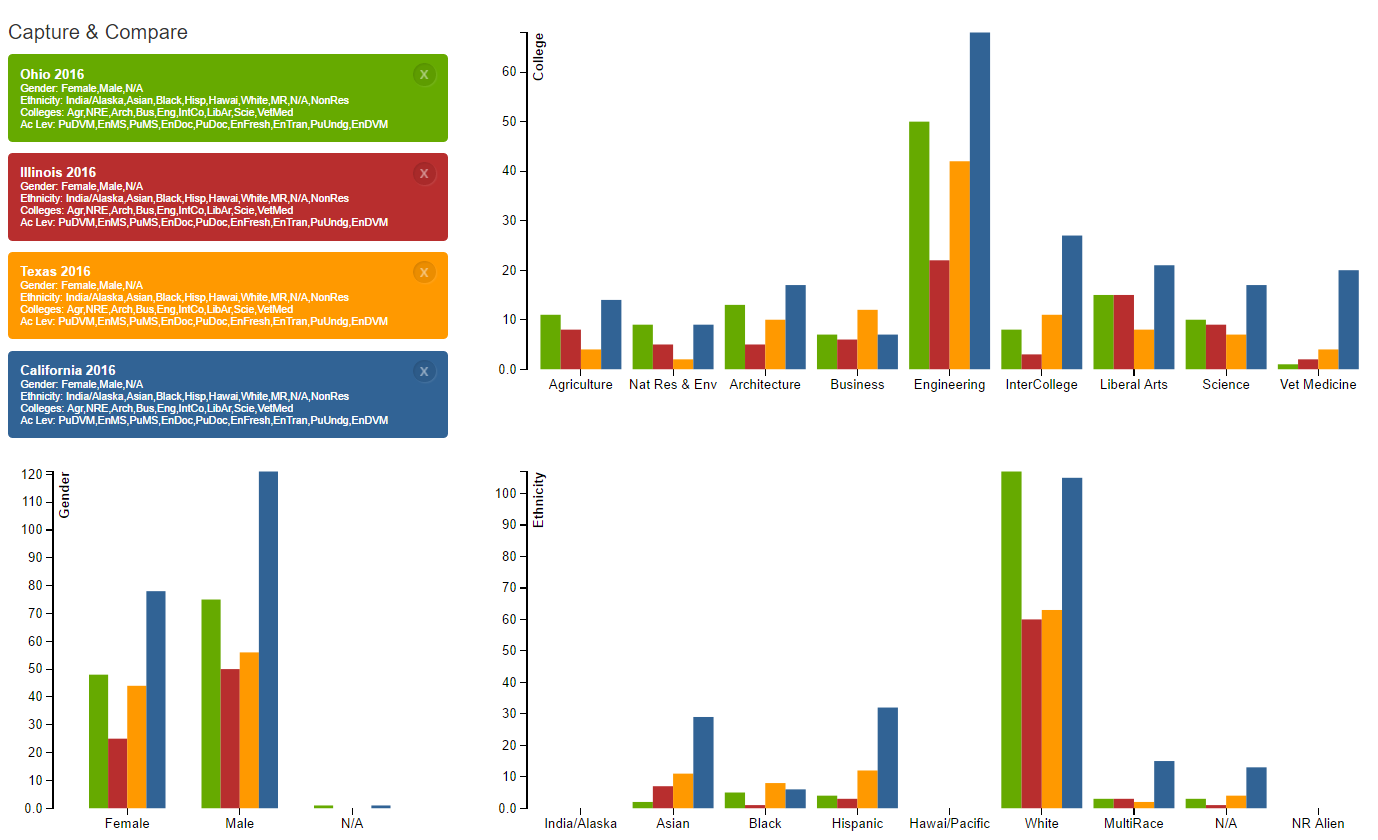 Capture & Compare
Ohio 2016
X
Gender: Female,Male,N/A
Ethnicity: India/Alaska,Asian,Black,Hisp,Hawai,White,MR,N/A,NonRes
Colleges: Agr,NRE,Arch,Bus,Eng,IntCo,LibAr,Scie,VetMed
Ac Lev: PuDVM,EnMS,PuMS,EnDoc,PuDoc,EnFresh,EnTran,PuUndg,EnDVM
Illinois 2016
X
Gender: Female,Male,N/A
Ethnicity: India/Alaska,Asian,Black,Hisp,Hawai,White,MR,N/A,NonRes
Colleges: Agr,NRE,Arch,Bus,Eng,IntCo,LibAr,Scie,VetMed
Ac Lev: PuDVM,EnMS,PuMS,EnDoc,PuDoc,EnFresh,EnTran,PuUndg,EnDVM
Texas 2016
X
Gender: Female,Male,N/A
Ethnicity: India/Alaska,Asian,Black,Hisp,Hawai,White,MR,N/A,NonRes
Colleges: Agr,NRE,Arch,Bus,Eng,IntCo,LibAr,Scie,VetMed
Ac Lev: PuDVM,EnMS,PuMS,EnDoc,PuDoc,EnFresh,EnTran,PuUndg,EnDVM
California 2016
X
Gender: Female,Male,N/A
Ethnicity: India/Alaska,Asian,Black,Hisp,Hawai,White,MR,N/A,NonRes
Colleges: Agr,NRE,Arch,Bus,Eng,IntCo,LibAr,Scie,VetMed
Ac Lev: PuDVM,EnMS,PuMS,EnDoc,PuDoc,EnFresh,EnTran,PuUndg,EnDVM
College
60
50
40
30
20
10
0.0
Agriculture Nat Res & Env Architecture Business Engineering InterCollege Liberal Arts Science Vet Medicine
Gender
120
110
100
90
80
70
60
50
40
30
20
10
0.0
Female Male N/A
Ethnicity
100
90
80
70
60
50
40
30
20
10
0.0
India/Alaska Asian Black Hispanic Hawai/Pacific White MultiRace N/A NR Alien